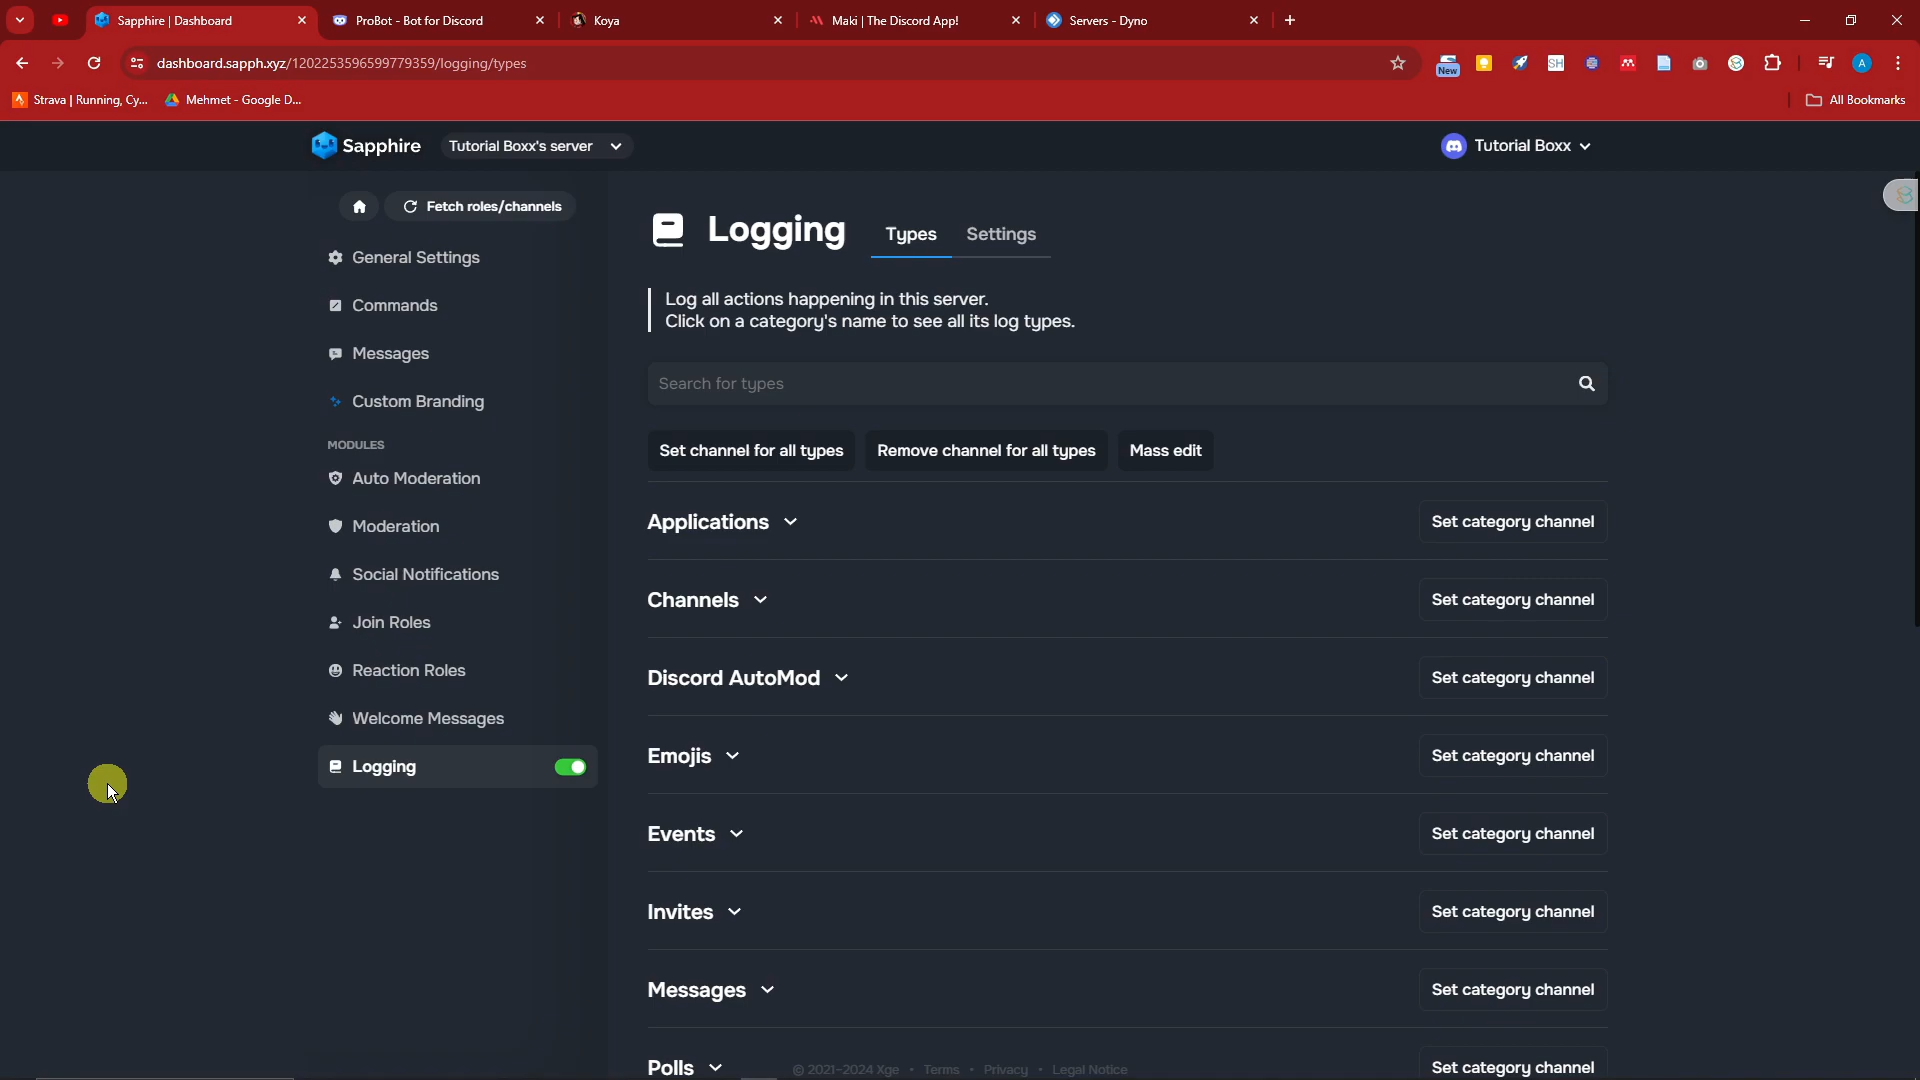 Sapphire | Dashboard
ProBot - Bot for Discord
Koya
Maki | The Discord App!
Servers - Dyno
dashboard.sapph.xyz/1202253596599779359/logging/types
SH
New
A
Strava | Running, Cy...
Mehmet - Google D...
All Bookmarks
Sapphire
Tutorial Boxx's server
Tutorial Boxx
Fetch roles/channels
General Settings
Commands
Messages
Custom Branding
MODULES
Auto Moderation
Moderation
Social Notifications
Join Roles
Reaction Roles
Welcome Messages
Logging
Logging
Types
Settings
Log all actions happening in this server.
Click on a category's name to see all its log types.
Search for types
Set channel for all types
Remove channel for all types
Mass edit
Applications
Set category channel
Channels
Set category channel
Discord AutoMod
Set category channel
Emojis
Set category channel
Events
Set category channel
Invites
Set category channel
Messages
Set category channel
Polls
Set category channel
© 2021–2024 Xge • Terms • Privacy • Legal Notice